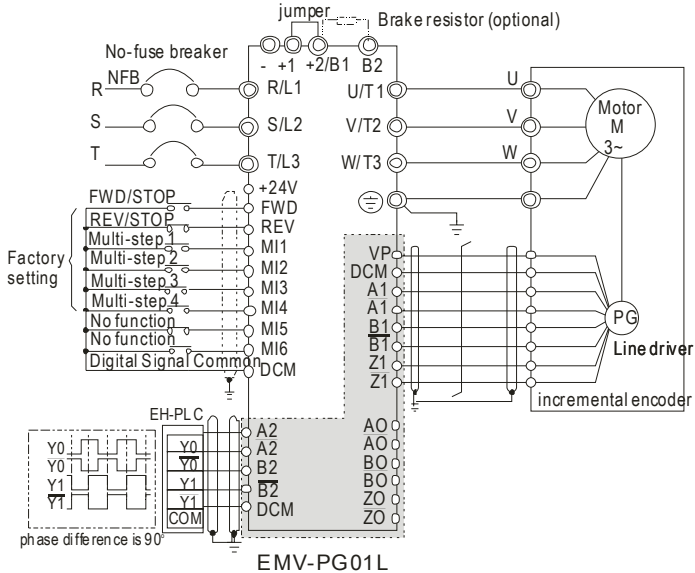 jumper
Brake resistor (optional)
No-fuse breaker
- +1 +2/B1 B2
NFB
R R/L1 U/T1 U
S S/L2 V/T2 V
T T/L3 W/T3 W
Motor
M
3~
+24V
FWD/STOP FWD
REV/STOP REV
Multi-step 1 MI1
Multi-step 2 MI2
Multi-step 3 MI3
Multi-step 4 MI4
Factory
setting
No function MI5
No function MI6
Digital Signal Common DCM
VP
DCM
A1
A1
B1
B1
Z1
Z1
PG
Line driver
incremental encoder
EH-PLC
Y0
Y0
Y1
Y1
phase difference is 90°
Y0
Y0
Y1
Y1
COM
A2
A2
B2
B2
DCM
AO
AO
BO
BO
ZO
ZO
EMV-PG01L